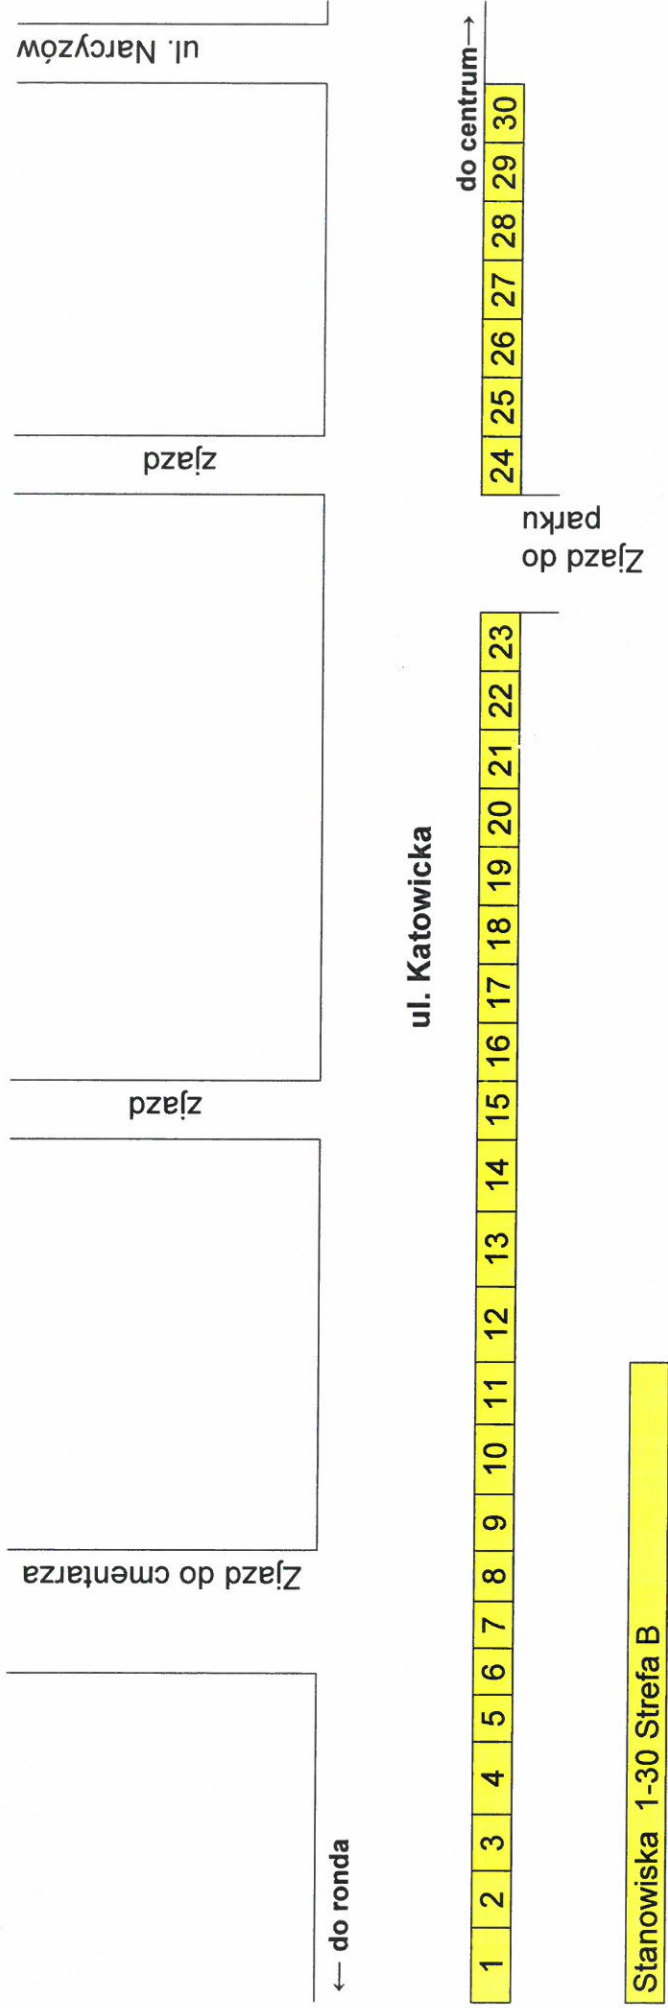 ul. Narcyzów
zjazd
zjazd
Zjazd do cmentarza
← do ronda
ul. Katowicka
do centrum→
1 2 3 4 5 6 7 8 9 10 11 12 13 14 15 16 17 18 19 20 21 22 23
24 25 26 27 28 29 30
Zjazd do
parku
Stanowiska 1-30 Strefa B